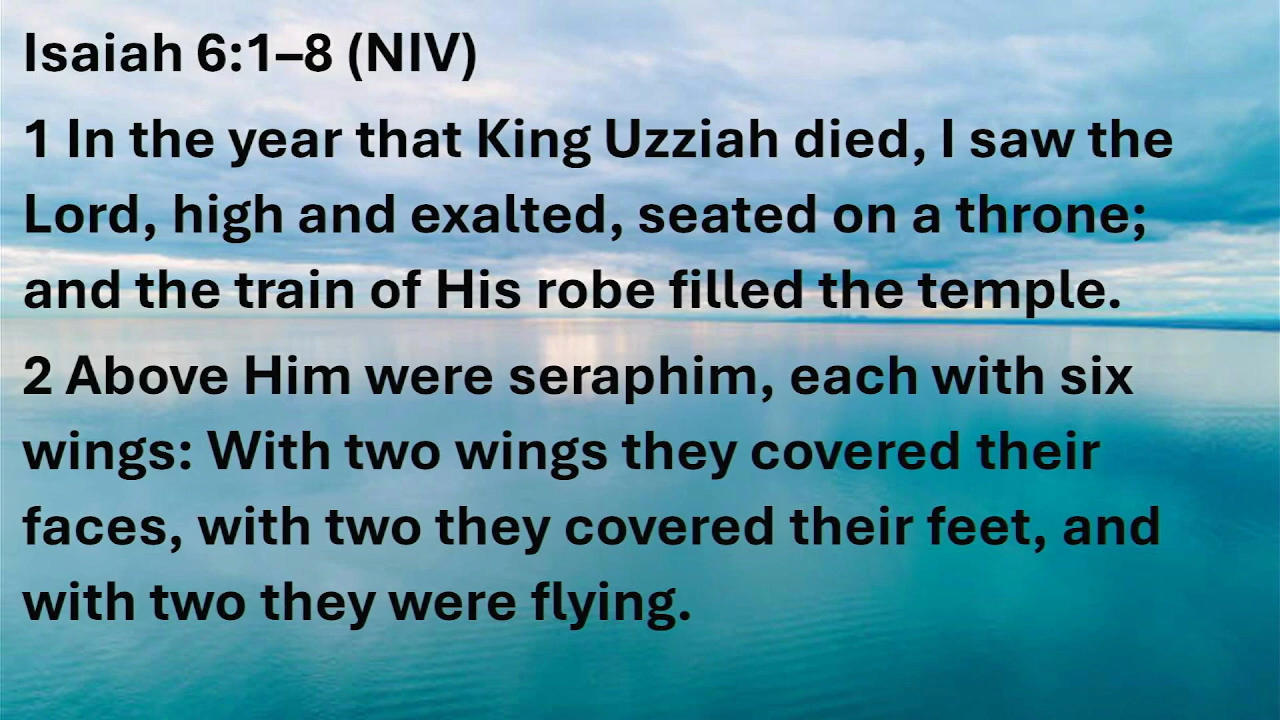 Isaiah 6:1–8 (NIV)
1 In the year that King Uzziah died, I saw the
Lord, high and exalted, seated on a throne;
and the train of His robe filled the temple.
2 Above Him were seraphim, each with six
wings: With two wings they covered their
faces, with two they covered their feet, and
with two they were flying.